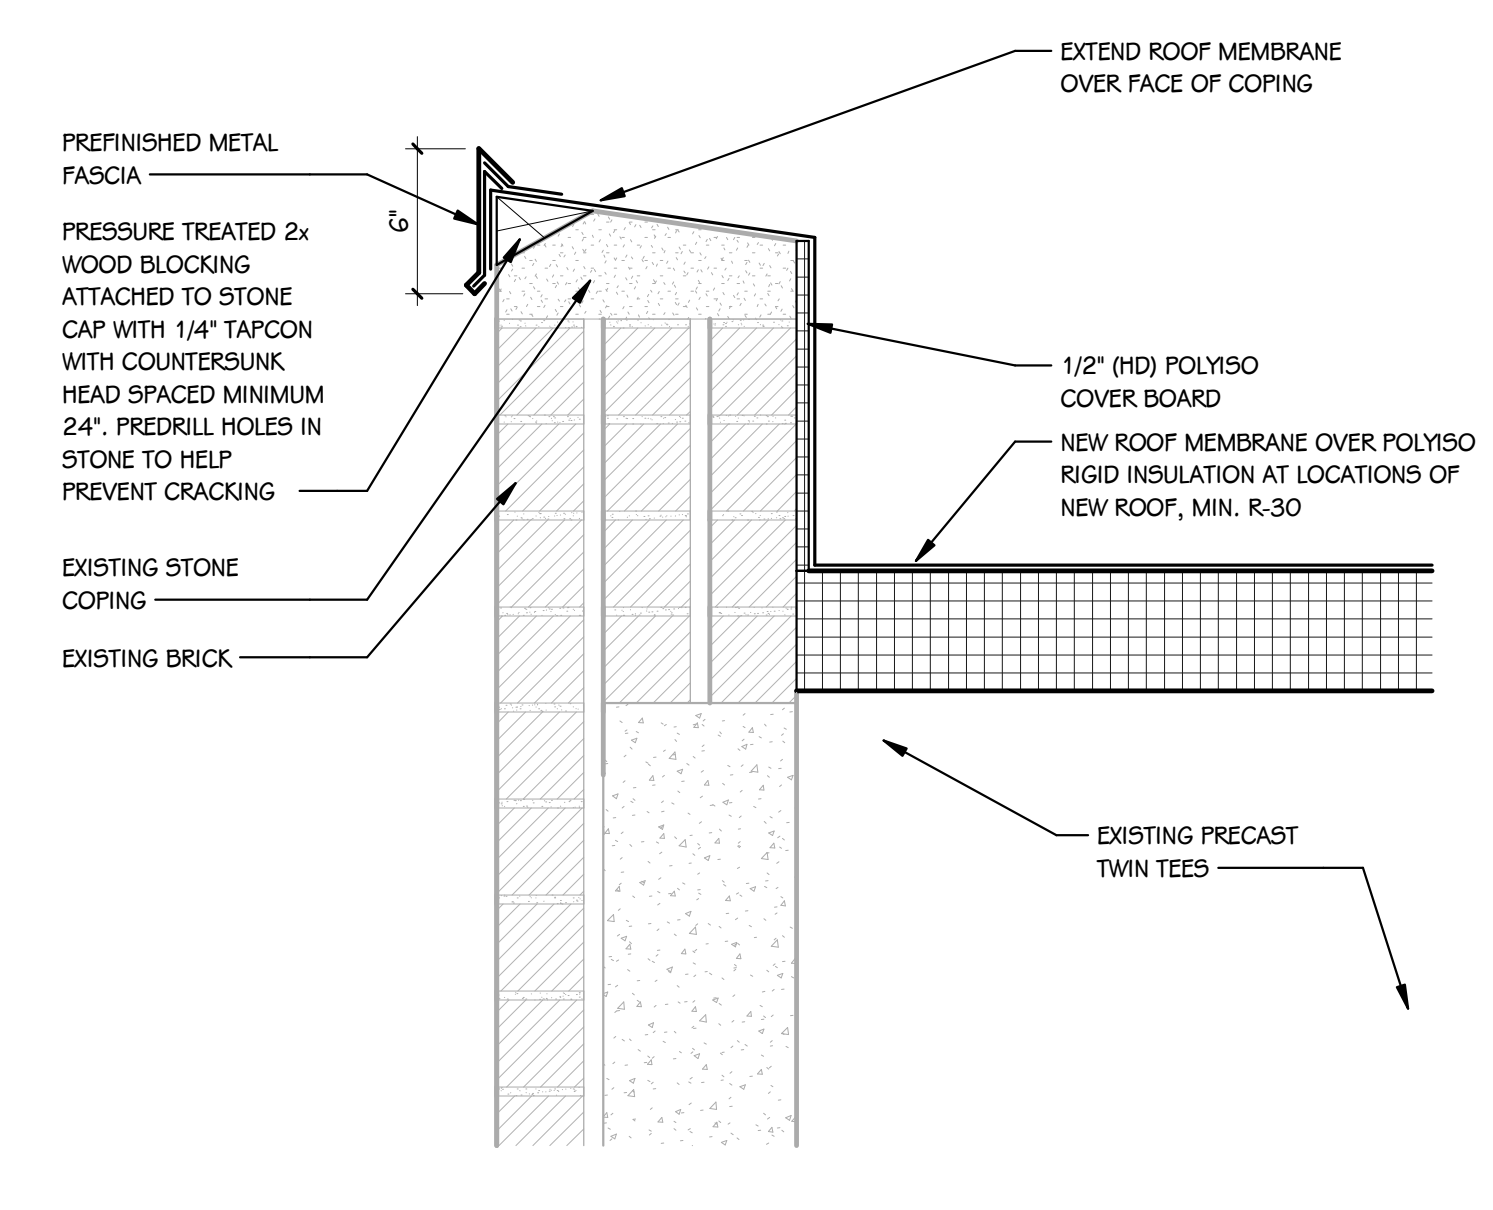 EXTEND ROOF MEMBRANE
OVER FACE OF COPING
PREFINISHED METAL
FASCIA
6"
PRESSURE TREATED 2x
WOOD BLOCKING
ATTACHED TO STONE
CAP WITH 1/4" TAPCON
WITH COUNTERSUNK
HEAD SPACED MINIMUM
24". PREDRILL HOLES IN
STONE TO HELP
PREVENT CRACKING
EXISTING STONE
COPING
EXISTING BRICK
1/2" (HD) POLYISO
COVER BOARD
NEW ROOF MEMBRANE OVER POLYISO
RIGID INSULATION AT LOCATIONS OF
NEW ROOF, MIN. R-30
EXISTING PRECAST
TWIN TEES